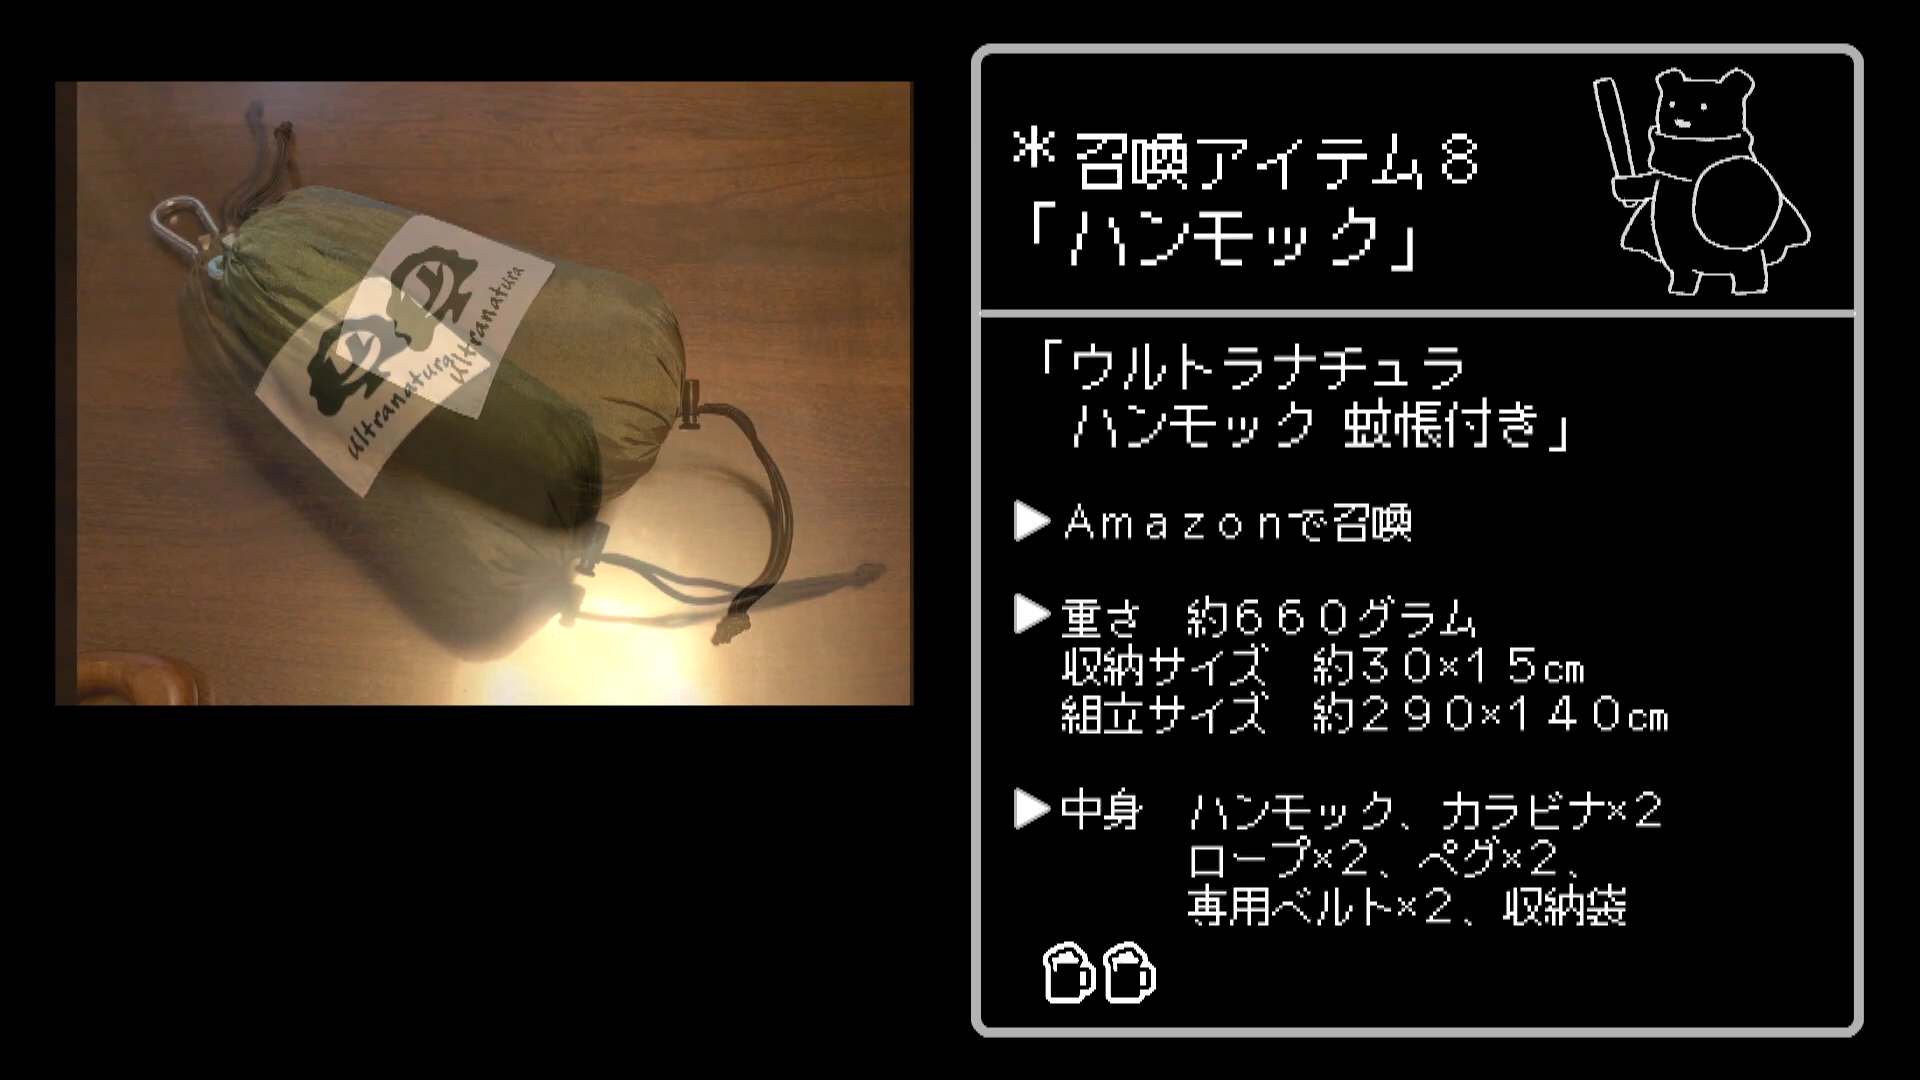 ultranatura
ultranatura
*召喚アイテム8
「ハンモック」
「ウルトラナチュラ
ハンモック 蚊帳付き」
▶Amazonで召喚
▶重さ 約660グラム
収納サイズ 約30×15cm
組立サイズ 約290×140cm
▶中身 ハンモック、カラビナ×2
ロープ×2、ペグ×2、
専用ベルト×2、収納袋